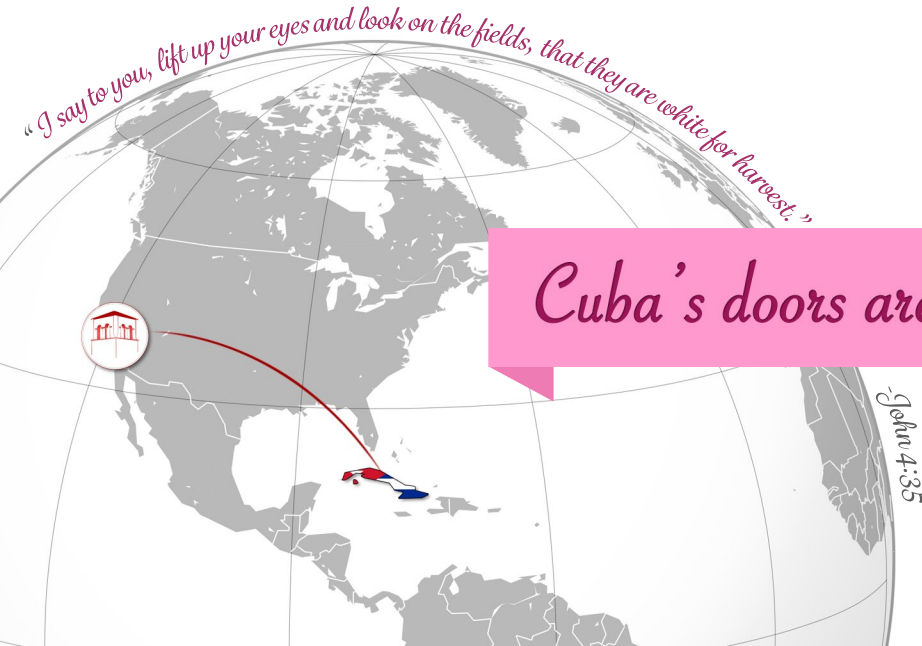 “ I say to you, lift up your eyes and look on the fields, that they are white for harvest. ”
Cuba’s doors are
-John 4:35